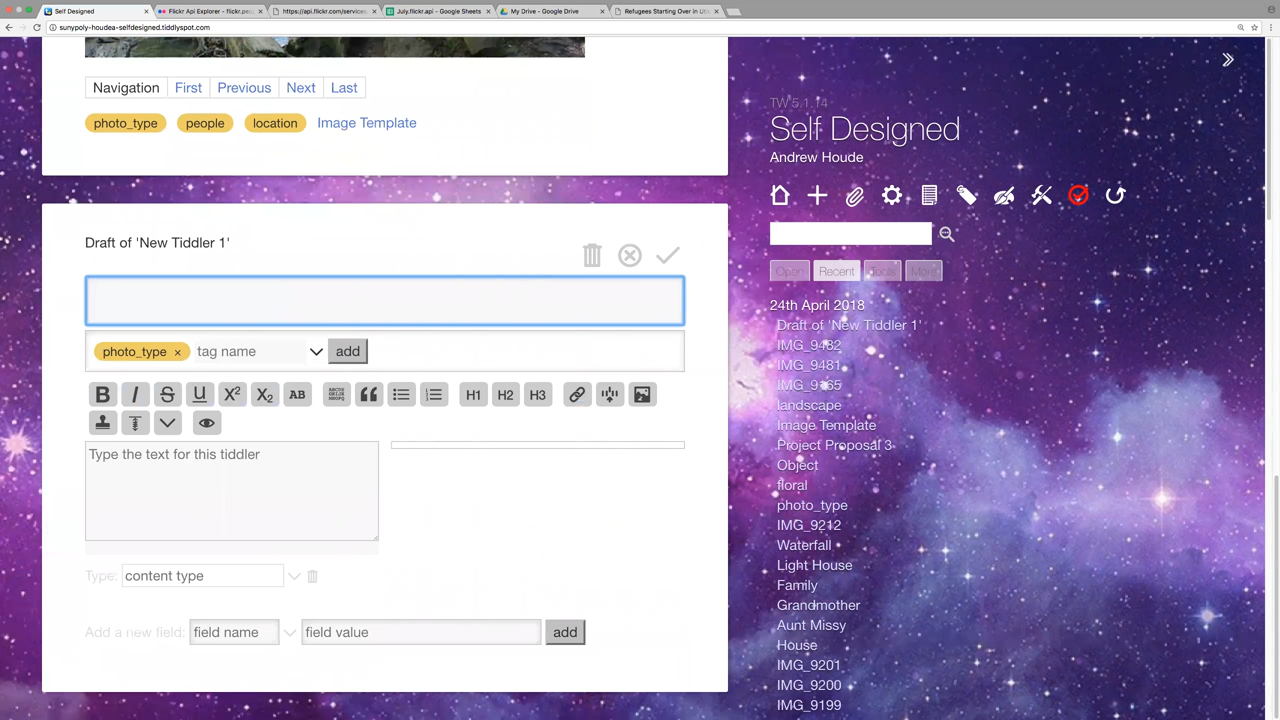 Self Designed
Flickr Api Explorer - flickr.peo
https://api.flickr.com/services
July.flickr.api - Google Sheets
My Drive - Google Drive
Refugees Starting Over in Utic
sunypoly-houdea-selfdesigned.tiddlyspot.com
Navigation First Previous Next Last
photo_type people location Image Template
Draft of 'New Tiddler 1'
photo_type × tag name add
B I S U X2 X2 AB H1 H2 H3
Type the text for this tiddler
Type: content type
Add a new field: field name field value add
TW 5.1.14
Self Designed
Andrew Houde
Open Recent Tools More
24th April 2018
Draft of 'New Tiddler 1'
IMG_9482
IMG_9481
IMG_9165
landscape
Image Template
Project Proposal 3
Object
floral
photo_type
IMG_9212
Waterfall
Light House
Family
Grandmother
Aunt Missy
House
IMG_9201
IMG_9200
IMG_9199